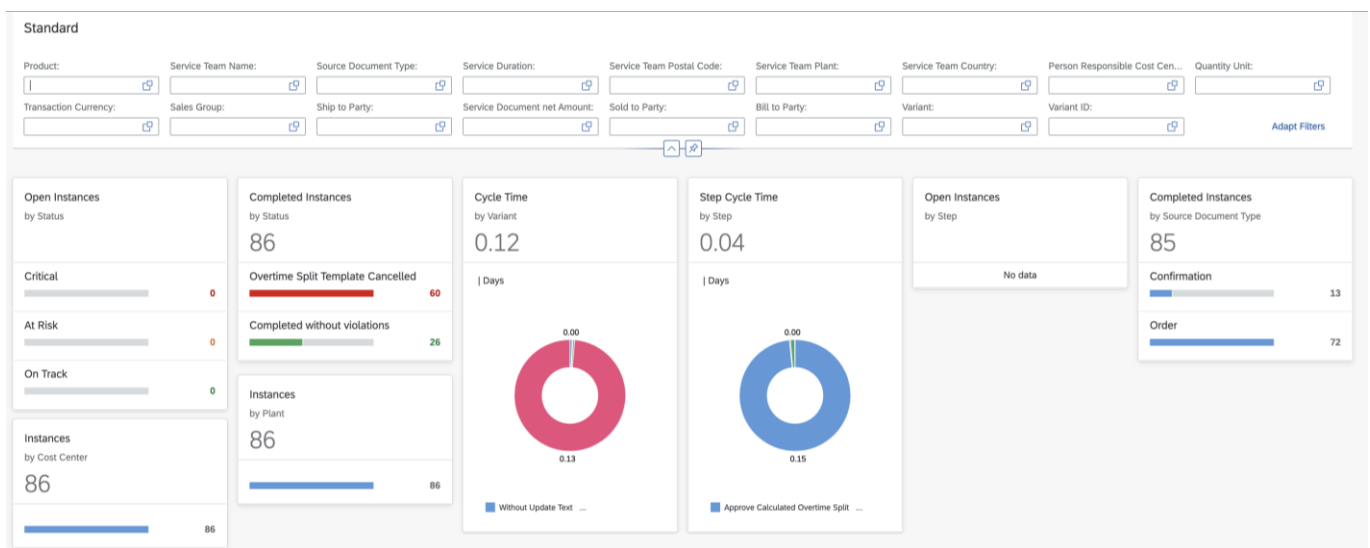 Standard
Product:
Service Team Name:
Source Document Type:
Service Duration:
Service Team Postal Code:
Service Team Plant:
Service Team Country:
Person Responsible Cost Cen...
Quantity Unit:
Transaction Currency:
Sales Group:
Ship to Party:
Service Document net Amount:
Sold to Party:
Bill to Party:
Variant:
Variant ID:
Adapt Filters
Open Instances
by Status
Critical
0
At Risk
0
On Track
0
Instances
by Cost Center
86
86
Completed Instances
by Status
86
Overtime Split Template Cancelled
60
Completed without violations
26
Instances
by Plant
86
86
Cycle Time
by Variant
0.12
| Days
0.00
0.13
Without Update Text ...
Step Cycle Time
by Step
0.04
| Days
0.00
0.15
Approve Calculated Overtime Split ...
Open Instances
by Step
No data
Completed Instances
by Source Document Type
85
Confirmation
13
Order
72